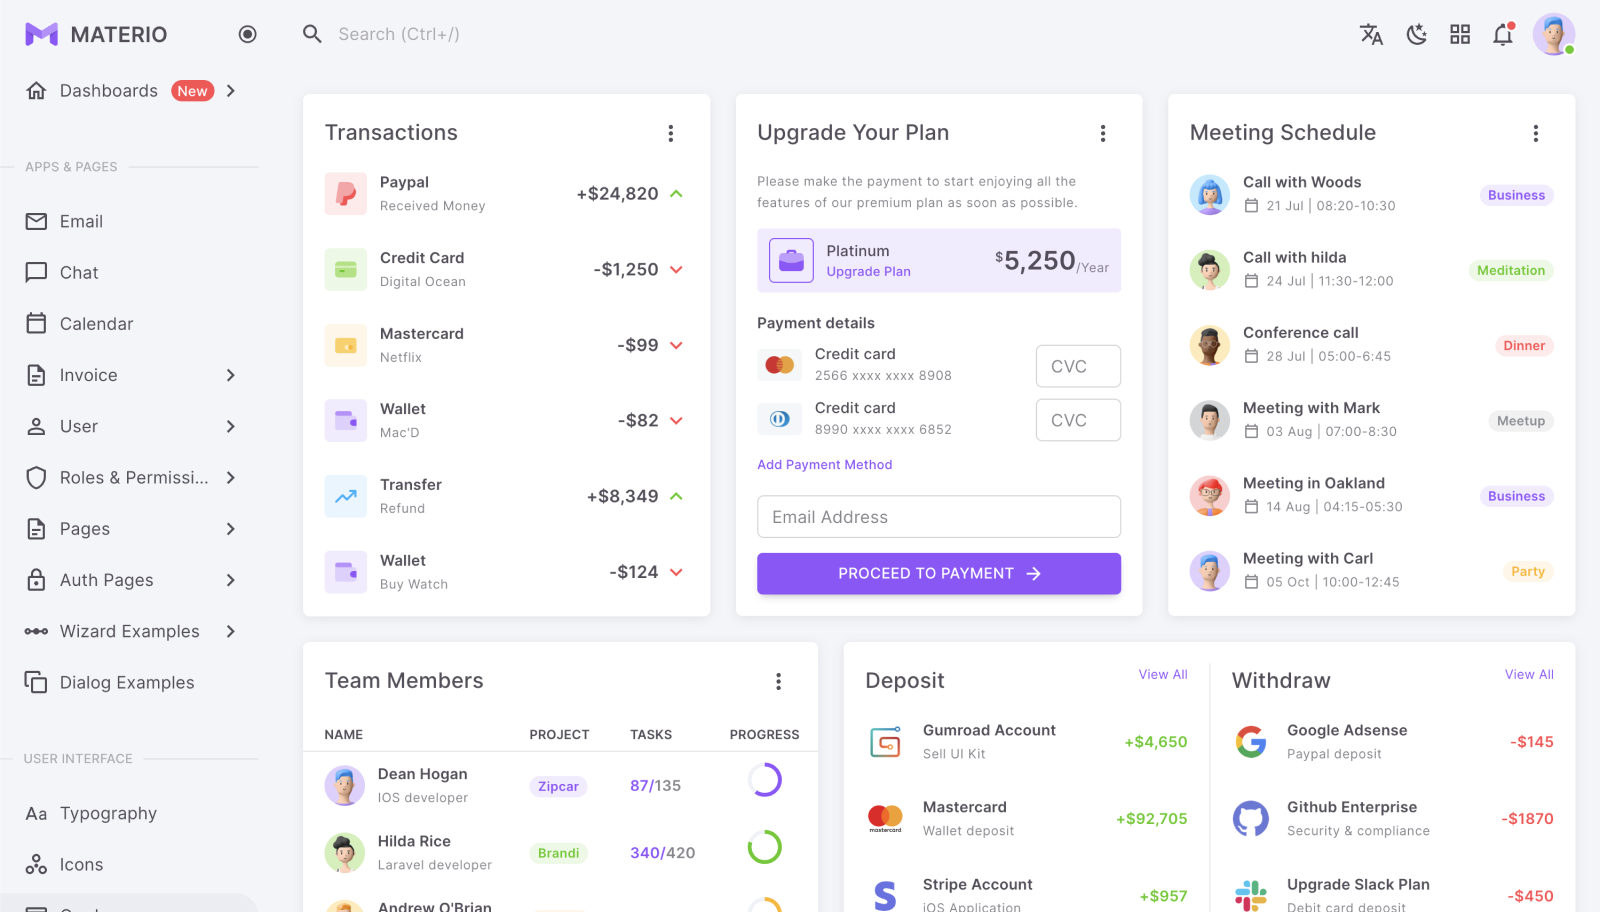 MATERIO
Search (Ctrl+/)
Dashboards
New
APPS & PAGES
Email
Chat
Calendar
Invoice
User
Roles & Permissi...
Pages
Auth Pages
Wizard Examples
Dialog Examples
USER INTERFACE
Aa Typography
Icons
Transactions
Paypal
Received Money
+$24,820
Credit Card
Digital Ocean
-$1,250
Mastercard
Netflix
-$99
Wallet
Mac'D
-$82
Transfer
Refund
+$8,349
Wallet
Buy Watch
-$124
Upgrade Your Plan
Please make the payment to start enjoying all the
features of our premium plan as soon as possible.
Platinum
Upgrade Plan
$5,250/Year
Payment details
Credit card
2566 xxxx xxxx 8908
CVC
Credit card
8990 xxxx xxxx 6852
CVC
Add Payment Method
Email Address
PROCEED TO PAYMENT
Meeting Schedule
Call with Woods
21 Jul | 08:20-10:30
Business
Call with hilda
24 Jul | 11:30-12:00
Meditation
Conference call
28 Jul | 05:00-6:45
Dinner
Meeting with Mark
03 Aug | 07:00-8:30
Meetup
Meeting in Oakland
14 Aug | 04:15-05:30
Business
Meeting with Carl
05 Oct | 10:00-12:45
Party
Team Members
NAME PROJECT TASKS PROGRESS
Dean Hogan
IOS developer
Zipcar
87/135
Hilda Rice
Laravel developer
Brandi
340/420
Andrew O'Brian
Deposit
View All
Gumroad Account
Sell UI Kit
+$4,650
mastercard
Mastercard
Wallet deposit
+$92,705
Stripe Account
iOS Application
+$957
Withdraw
View All
Google Adsense
Paypal deposit
-$145
Github Enterprise
Security & compliance
-$1870
Upgrade Slack Plan
Debit card deposit
-$450